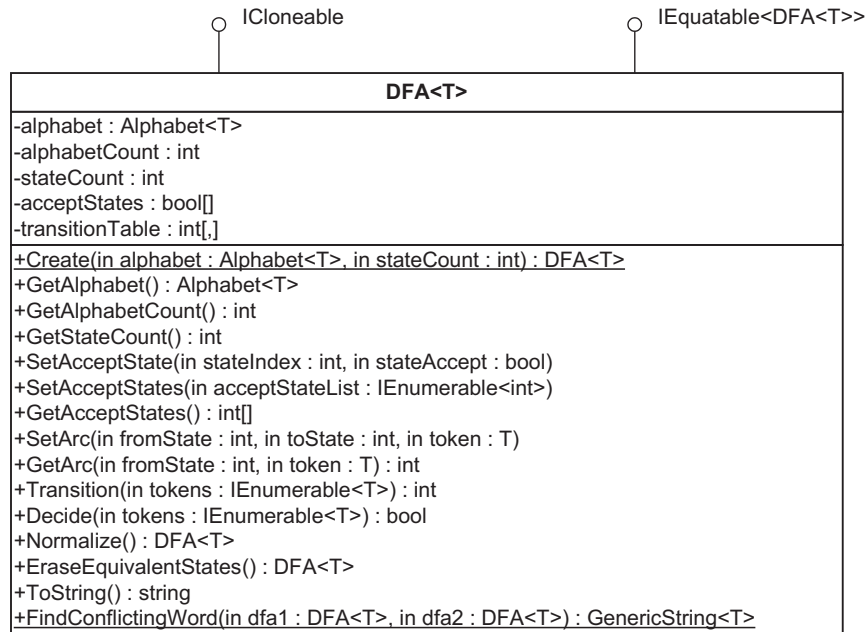 ICloneable
IEquatable<DFA<T>>
DFA<T>
-alphabet : Alphabet<T>
-alphabetCount : int
-stateCount : int
-acceptStates : bool[]
-transitionTable : int[,]
+Create(in alphabet : Alphabet<T>, in stateCount : int) : DFA<T>
+GetAlphabet() : Alphabet<T>
+GetAlphabetCount() : int
+GetStateCount() : int
+SetAcceptState(in stateIndex : int, in stateAccept : bool)
+SetAcceptStates(in acceptStateList : IEnumerable<int>)
+GetAcceptStates() : int[]
+SetArc(in fromState : int, in toState : int, in token : T)
+GetArc(in fromState : int, in token : T) : int
+Transition(in tokens : IEnumerable<T>) : int
+Decide(in tokens : IEnumerable<T>) : bool
+Normalize() : DFA<T>
+EraseEquivalentStates() : DFA<T>
+ToString() : string
+FindConflictingWord(in dfa1 : DFA<T>, in dfa2 : DFA<T>) : GenericString<T>